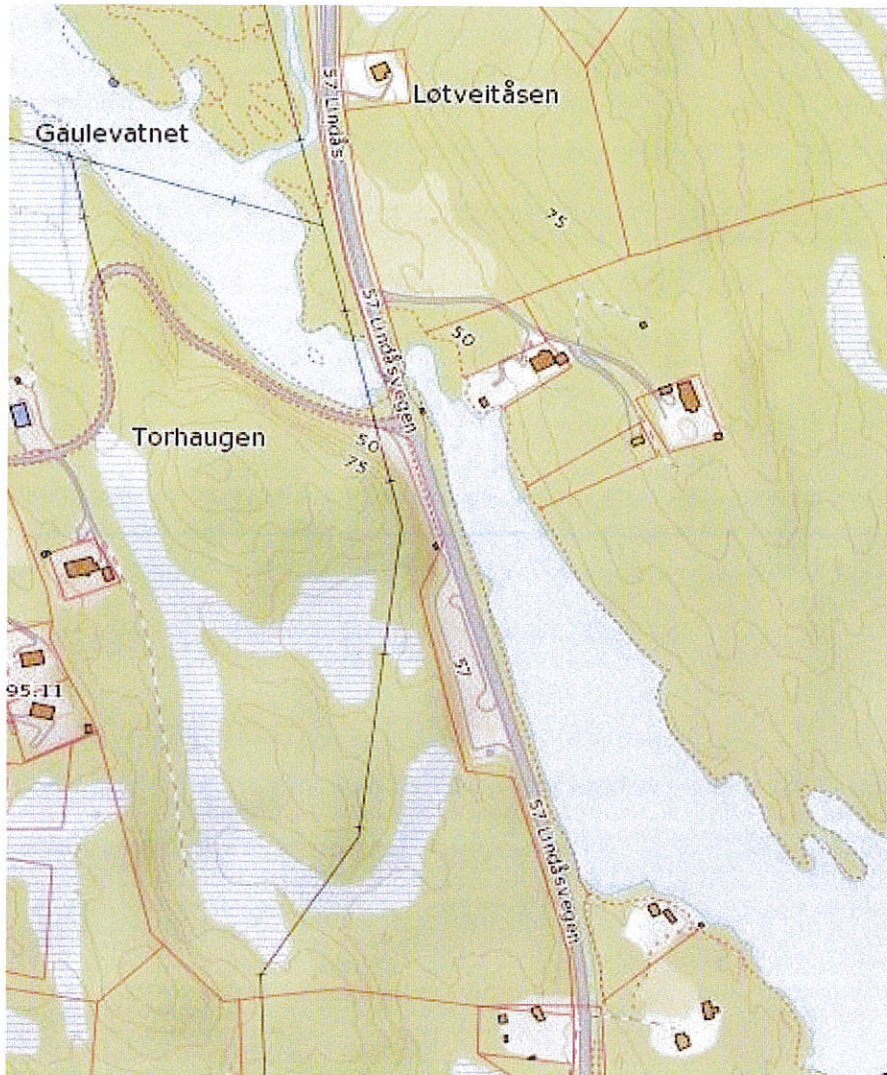 57 Lindås
Løtveitåsen
Gaulevatnet
75
57 Lindåsvegen
50
Torhaugen
50
75
57
95.11
57 Lindåsvegen